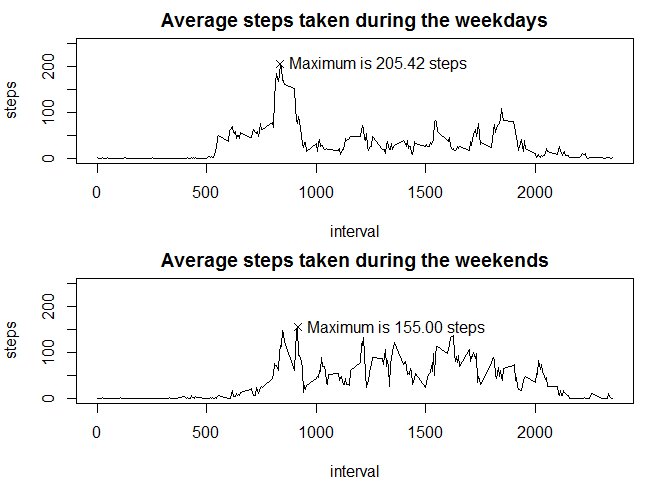 Average steps taken during the weekdays
Maximum is 205.42 steps
steps
0 100 200
0 500 1000 1500 2000
interval
Average steps taken during the weekends
Maximum is 155.00 steps
steps
0 100 200
0 500 1000 1500 2000
interval